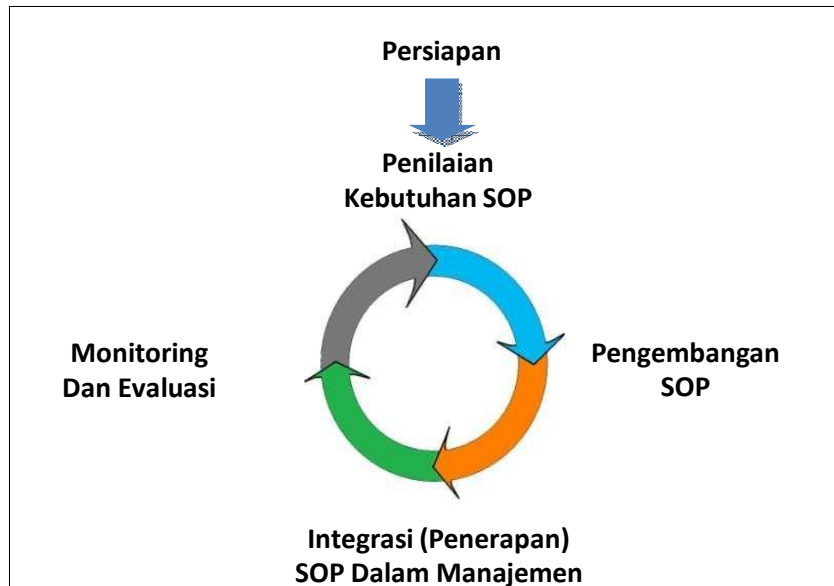 Persiapan
Penilaian
Kebutuhan SOP
Monitoring
Dan Evaluasi
Pengembangan
SOP
Integrasi (Penerapan)
SOP Dalam Manajemen